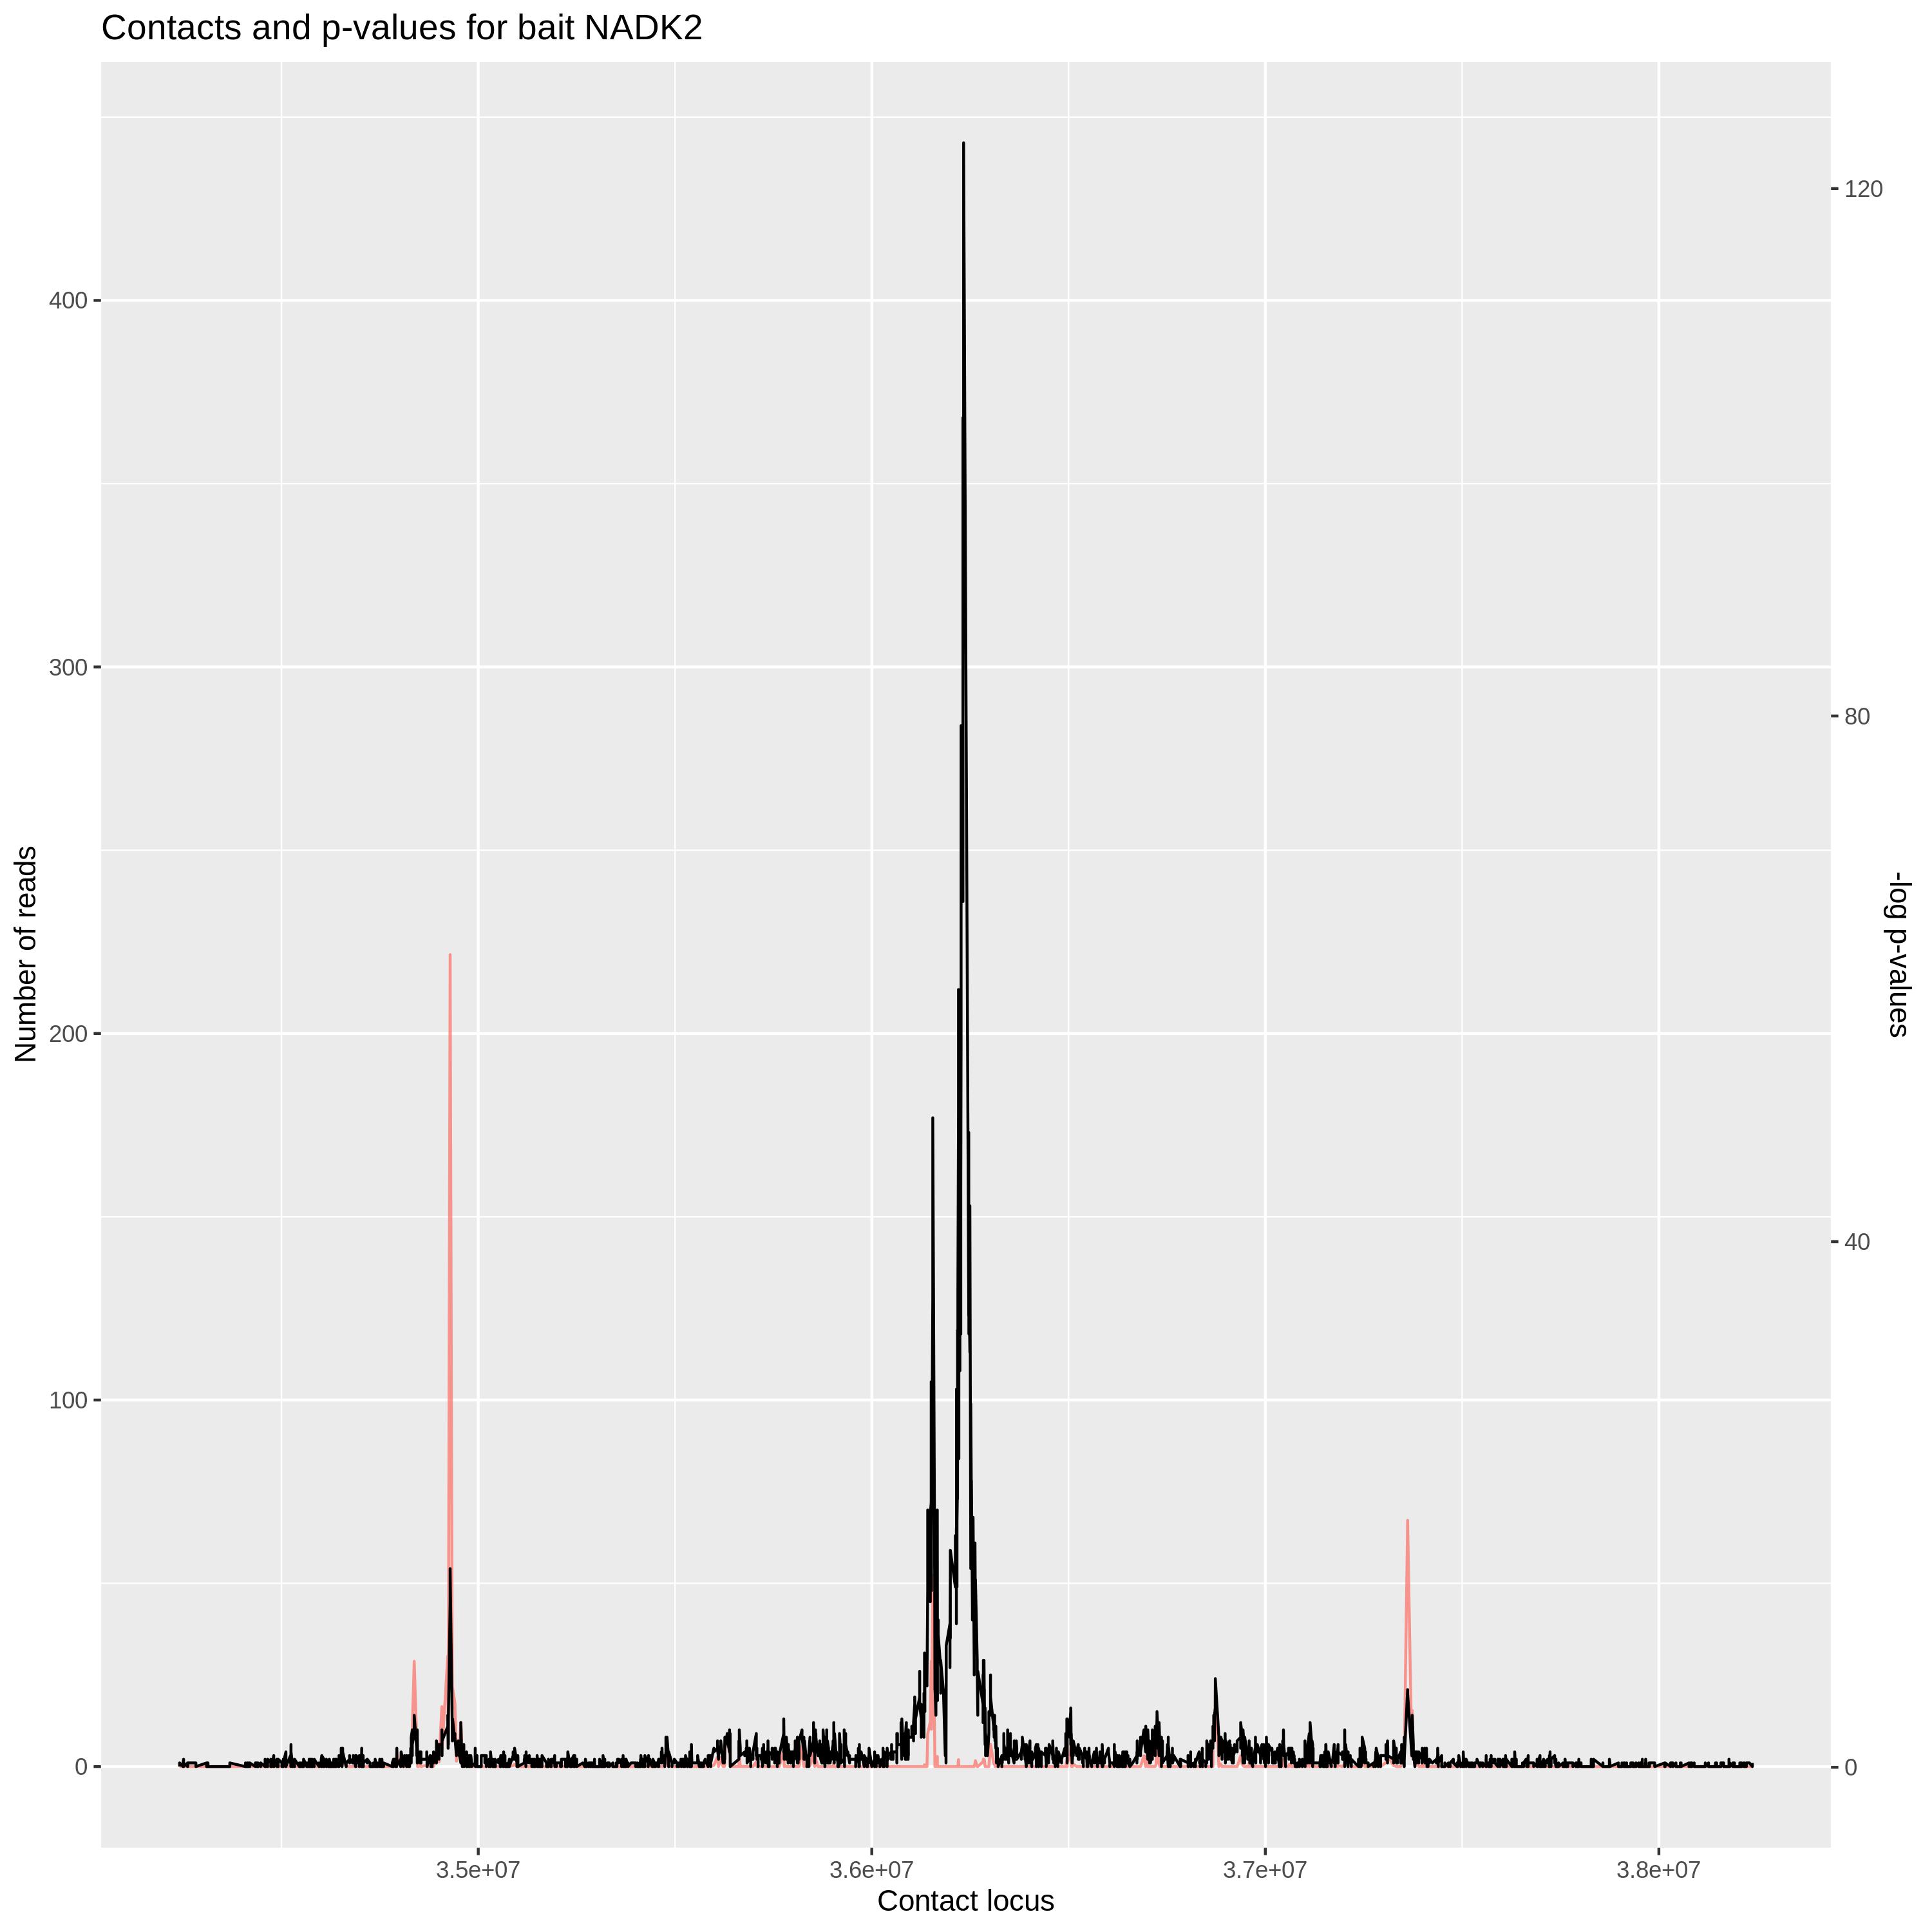 Contacts and p-values for bait NADK2
Number of reads
400
300
200
100
0
120
80
40
0
-log p-values
3.5e+07
3.6e+07
3.7e+07
3.8e+07
Contact locus